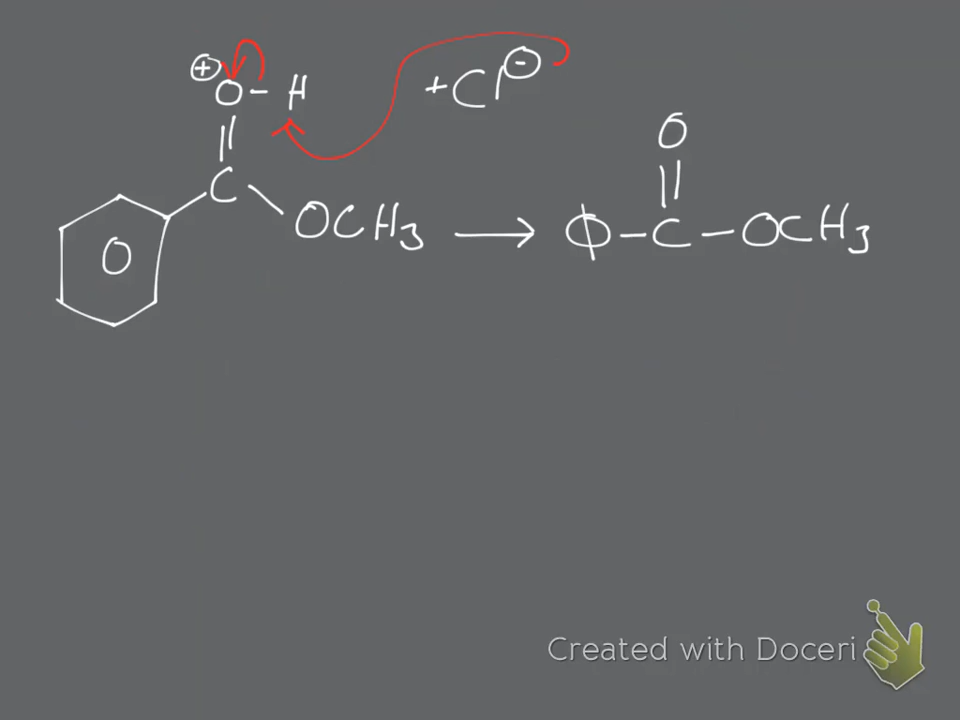 ⊕ O - H + Cl ⊖
O
C
OCH3 → Φ - C - OCH3
O
Created with Doceri